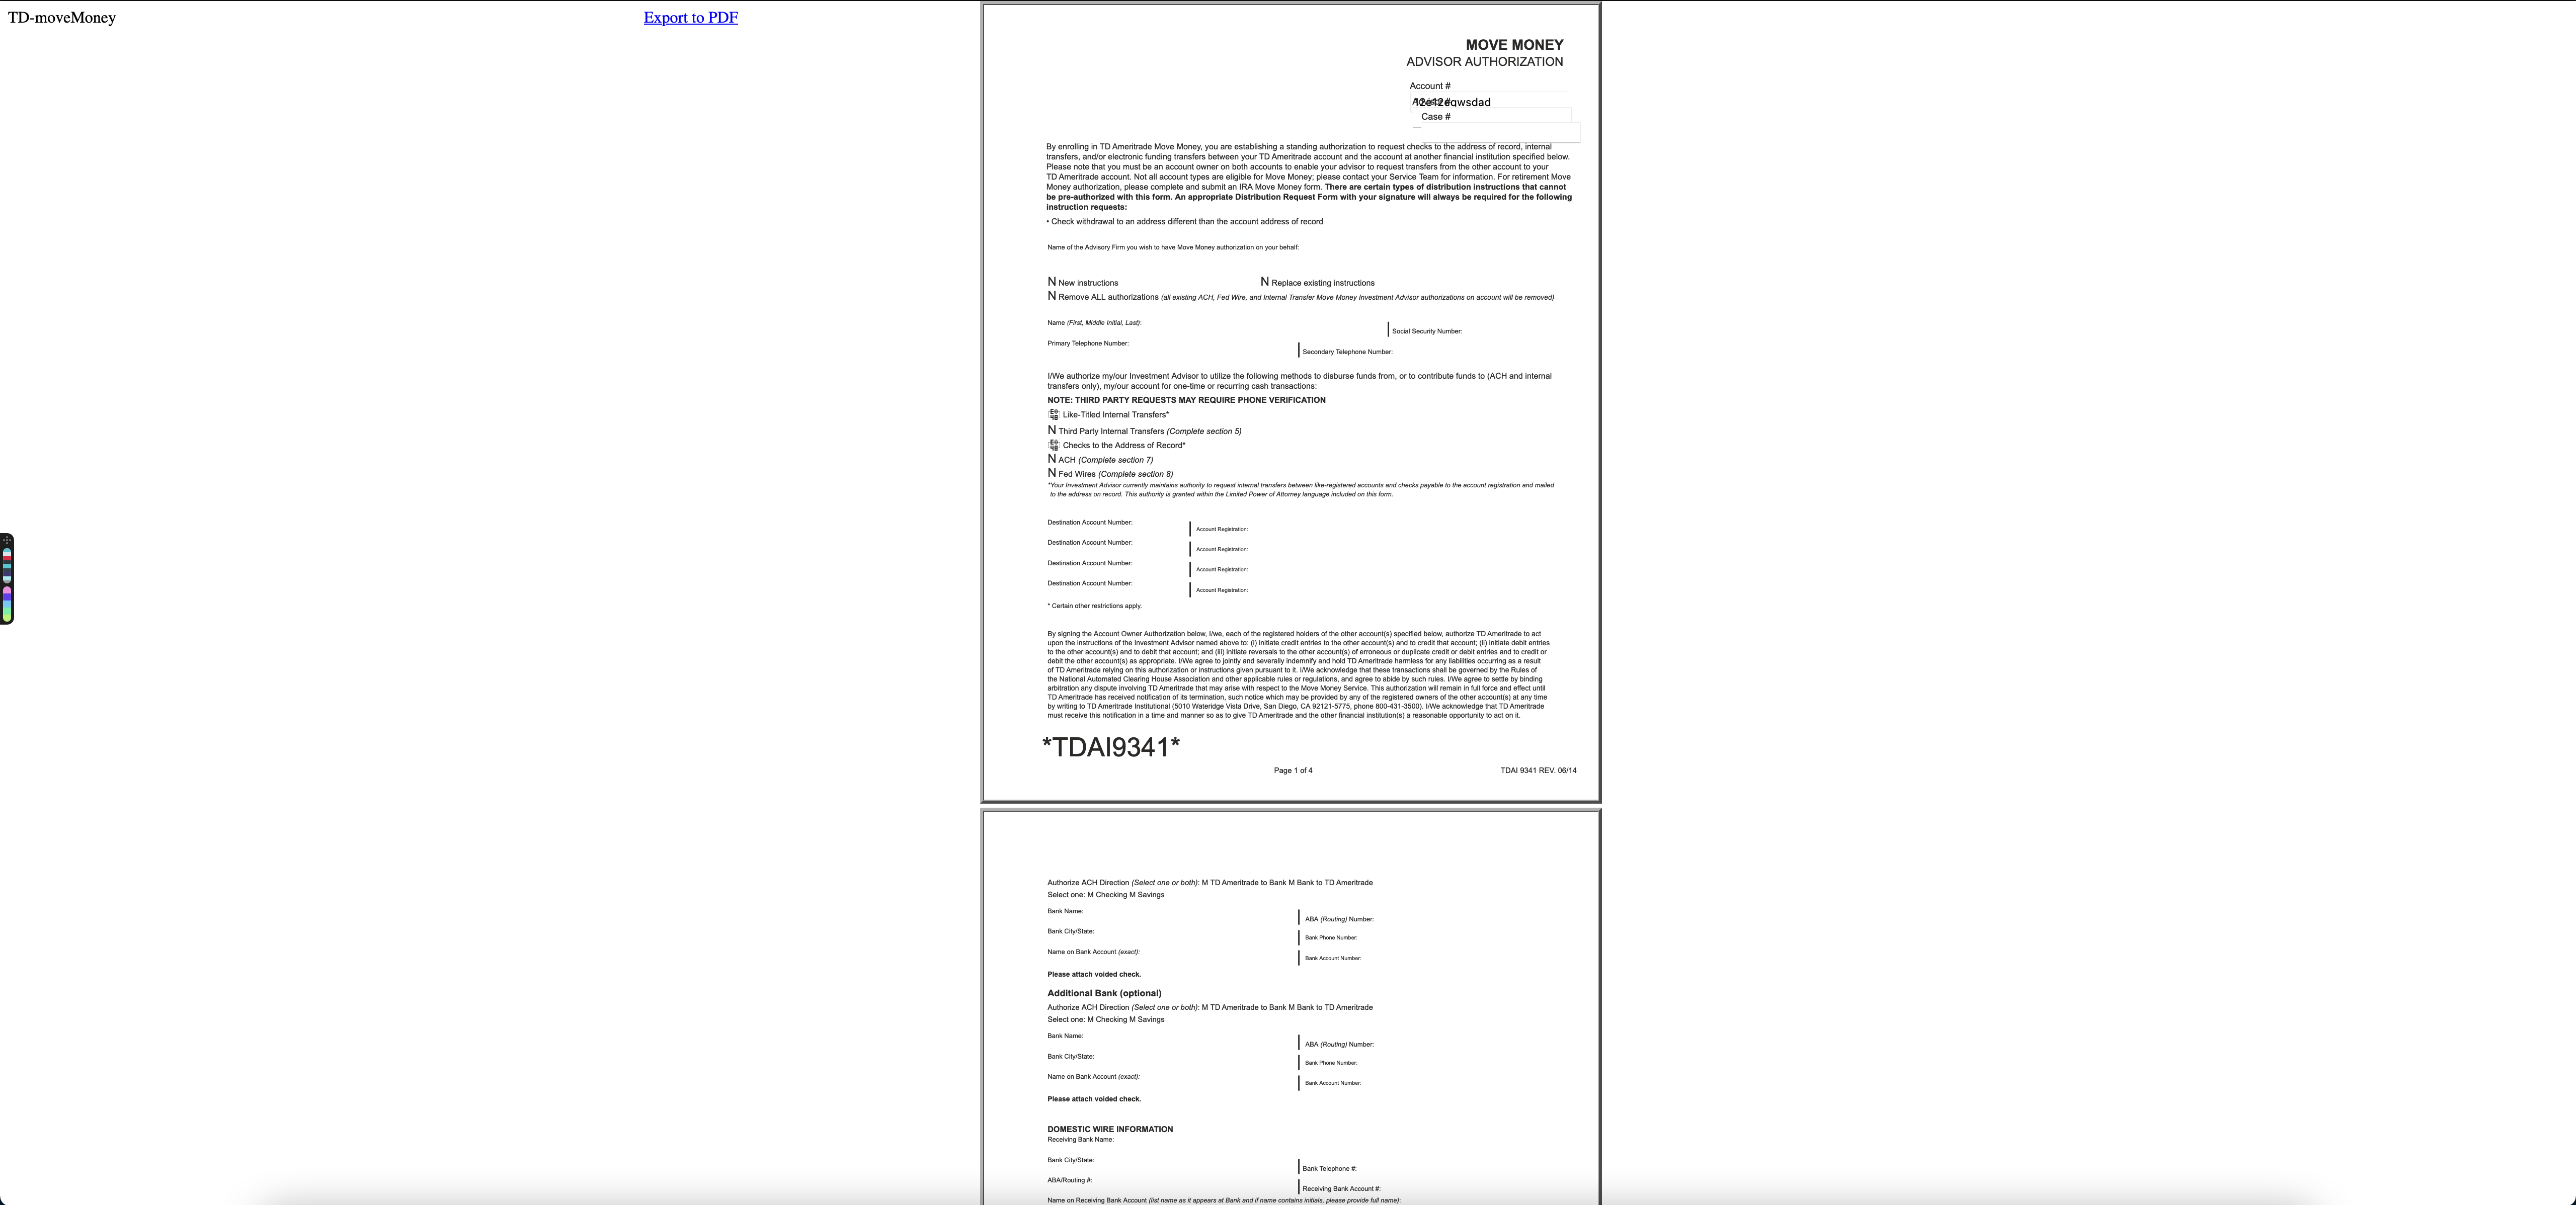 TD-moveMoney
Export to PDF
MOVE MONEY
ADVISOR AUTHORIZATION
Account #
12e12eqwsdad
Case #
By enrolling in TD Ameritrade Move Money, you are establishing a standing authorization to request checks to the address of record, internal
transfers, and/or electronic funding transfers between your TD Ameritrade account and the account at another financial institution specified below.
Please note that you must be an account owner on both accounts to enable your advisor to request transfers from the other account to your
TD Ameritrade account. Not all account types are eligible for Move Money; please contact your Service Team for information. For retirement Move
Money authorization, please complete and submit an IRA Move Money form. There are certain types of distribution instructions that cannot
be pre-authorized with this form. An appropriate Distribution Request Form with your signature will always be required for the following
instruction requests:
• Check withdrawal to an address different than the account address of record
Name of the Advisory Firm you wish to have Move Money authorization on your behalf:
N New instructions N Replace existing instructions
N Remove ALL authorizations (all existing ACH, Fed Wire, and Internal Transfer Move Money Investment Advisor authorizations on account will be removed)
Name (First, Middle Initial, Last):
Social Security Number:
Primary Telephone Number:
Secondary Telephone Number:
I/We authorize my/our Investment Advisor to utilize the following methods to disburse funds from, or to contribute funds to (ACH and internal
transfers only), my/our account for one-time or recurring cash transactions:
NOTE: THIRD PARTY REQUESTS MAY REQUIRE PHONE VERIFICATION
Like-Titled Internal Transfers*
N Third Party Internal Transfers (Complete section 5)
Checks to the Address of Record*
N ACH (Complete section 7)
N Fed Wires (Complete section 8)
*Your Investment Advisor currently maintains authority to request internal transfers between like-registered accounts and checks payable to the account registration and mailed
to the address on record. This authority is granted within the Limited Power of Attorney language included on this form.
Destination Account Number:
Account Registration:
Destination Account Number:
Account Registration:
Destination Account Number:
Account Registration:
Destination Account Number:
Account Registration:
* Certain other restrictions apply.
By signing the Account Owner Authorization below, I/we, each of the registered holders of the other account(s) specified below, authorize TD Ameritrade to act
upon the instructions of the Investment Advisor named above to: (i) initiate credit entries to the other account(s) and to credit that account; (ii) initiate debit entries
to the other account(s) and to debit that account; and (iii) initiate reversals to the other account(s) of erroneous or duplicate credit or debit entries and to credit or
debit the other account(s) as appropriate. I/We agree to jointly and severally indemnify and hold TD Ameritrade harmless for any liabilities occurring as a result
of TD Ameritrade relying on this authorization or instructions given pursuant to it. I/We acknowledge that these transactions shall be governed by the Rules of
the National Automated Clearing House Association and other applicable rules or regulations, and agree to abide by such rules. I/We agree to settle by binding
arbitration any dispute involving TD Ameritrade that may arise with respect to the Move Money Service. This authorization will remain in full force and effect until
TD Ameritrade has received notification of its termination, such notice which may be provided by any of the registered owners of the other account(s) at any time
by writing to TD Ameritrade Institutional (5010 Wateridge Vista Drive, San Diego, CA 92121-5775, phone 800-431-3500). I/We acknowledge that TD Ameritrade
must receive this notification in a time and manner so as to give TD Ameritrade and the other financial institution(s) a reasonable opportunity to act on it.
*TDAI9341*
Page 1 of 4
TDAI 9341 REV. 06/14
Authorize ACH Direction (Select one or both): M TD Ameritrade to Bank M Bank to TD Ameritrade
Select one: M Checking M Savings
Bank Name:
ABA (Routing) Number:
Bank City/State:
Bank Phone Number:
Name on Bank Account (exact):
Bank Account Number:
Please attach voided check.
Additional Bank (optional)
Authorize ACH Direction (Select one or both): M TD Ameritrade to Bank M Bank to TD Ameritrade
Select one: M Checking M Savings
Bank Name:
ABA (Routing) Number:
Bank City/State:
Bank Phone Number:
Name on Bank Account (exact):
Bank Account Number:
Please attach voided check.
DOMESTIC WIRE INFORMATION
Receiving Bank Name:
Bank City/State:
Bank Telephone #:
ABA/Routing #:
Receiving Bank Account #:
Name on Receiving Bank Account (list name as it appears at Bank and if name contains initials, please provide full name):